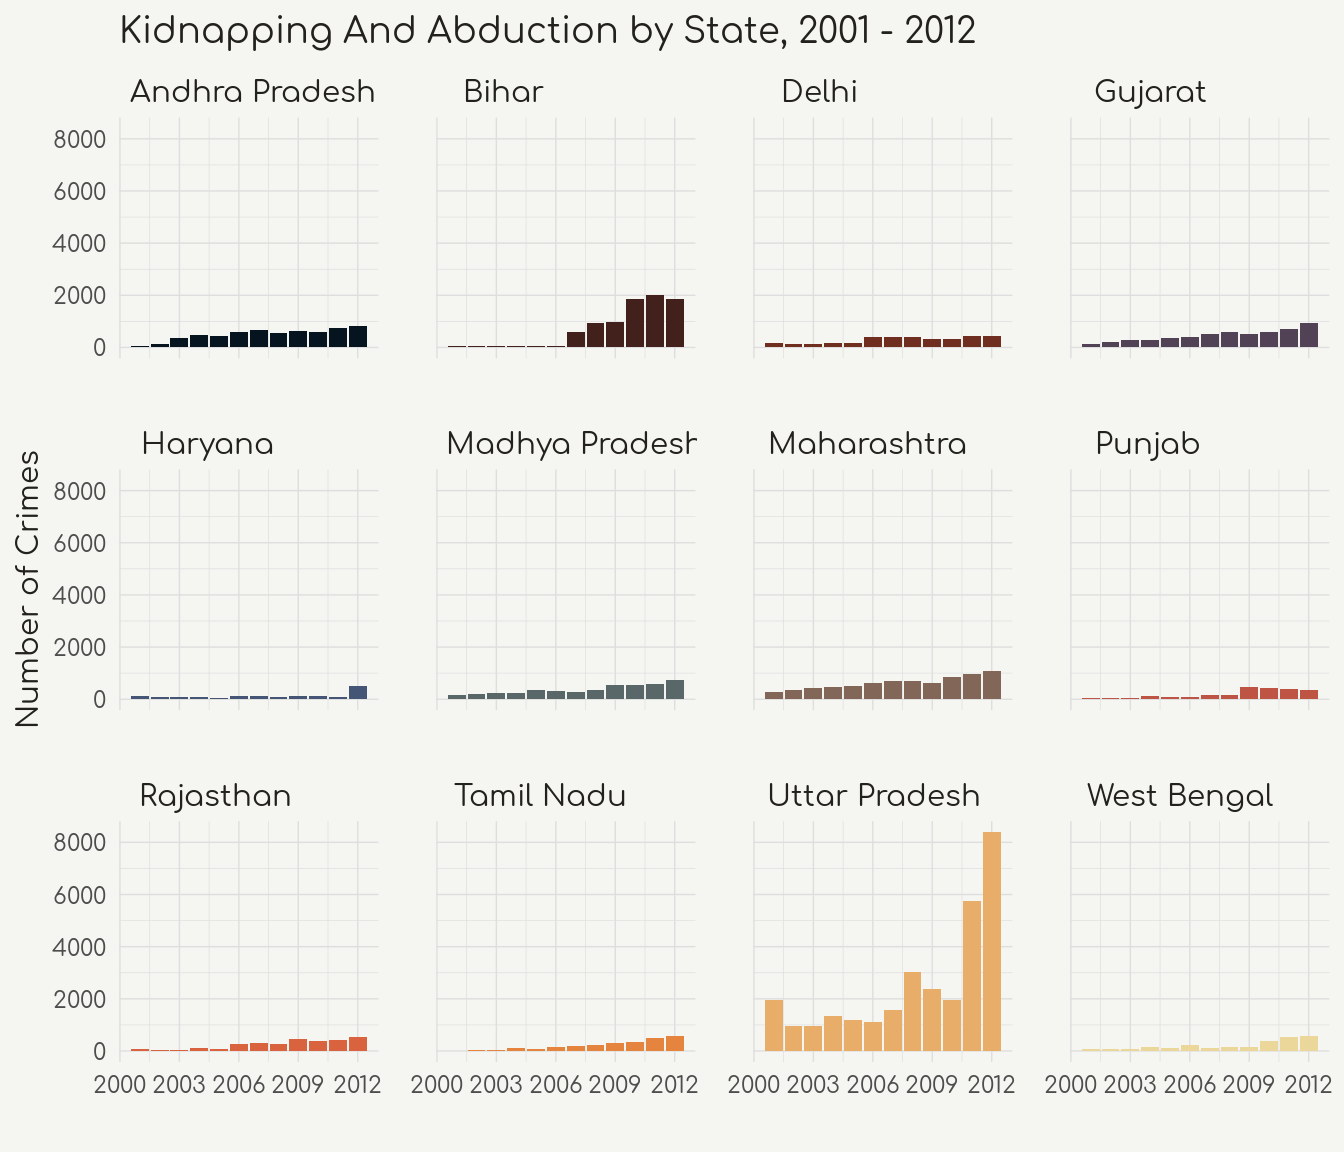 Kidnapping And Abduction by State, 2001 - 2012
Andhra Pradesh
Bihar
Delhi
Gujarat
8000
6000
4000
2000
0
Number of Crimes
Haryana
Madhya Pradesh
Maharashtra
Punjab
8000
6000
4000
2000
0
Rajasthan
Tamil Nadu
Uttar Pradesh
West Bengal
8000
6000
4000
2000
0
2000 2003 2006 2009 2012
2000 2003 2006 2009 2012
2000 2003 2006 2009 2012
2000 2003 2006 2009 2012